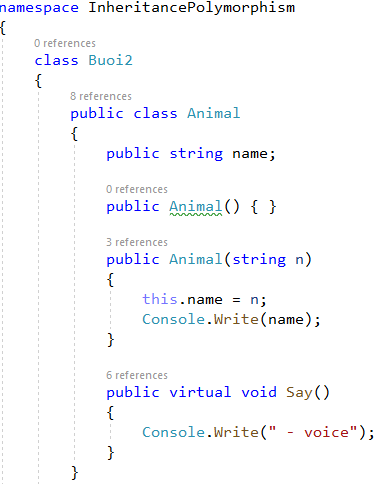 namespace InheritancePolymorphism
{
0 references
class Buoi2
{
8 references
public class Animal
{
public string name;
0 references
public Animal() { }
3 references
public Animal(string n)
{
this.name = n;
Console.Write(name);
}
6 references
public virtual void Say()
{
Console.Write(" - voice");
}
}